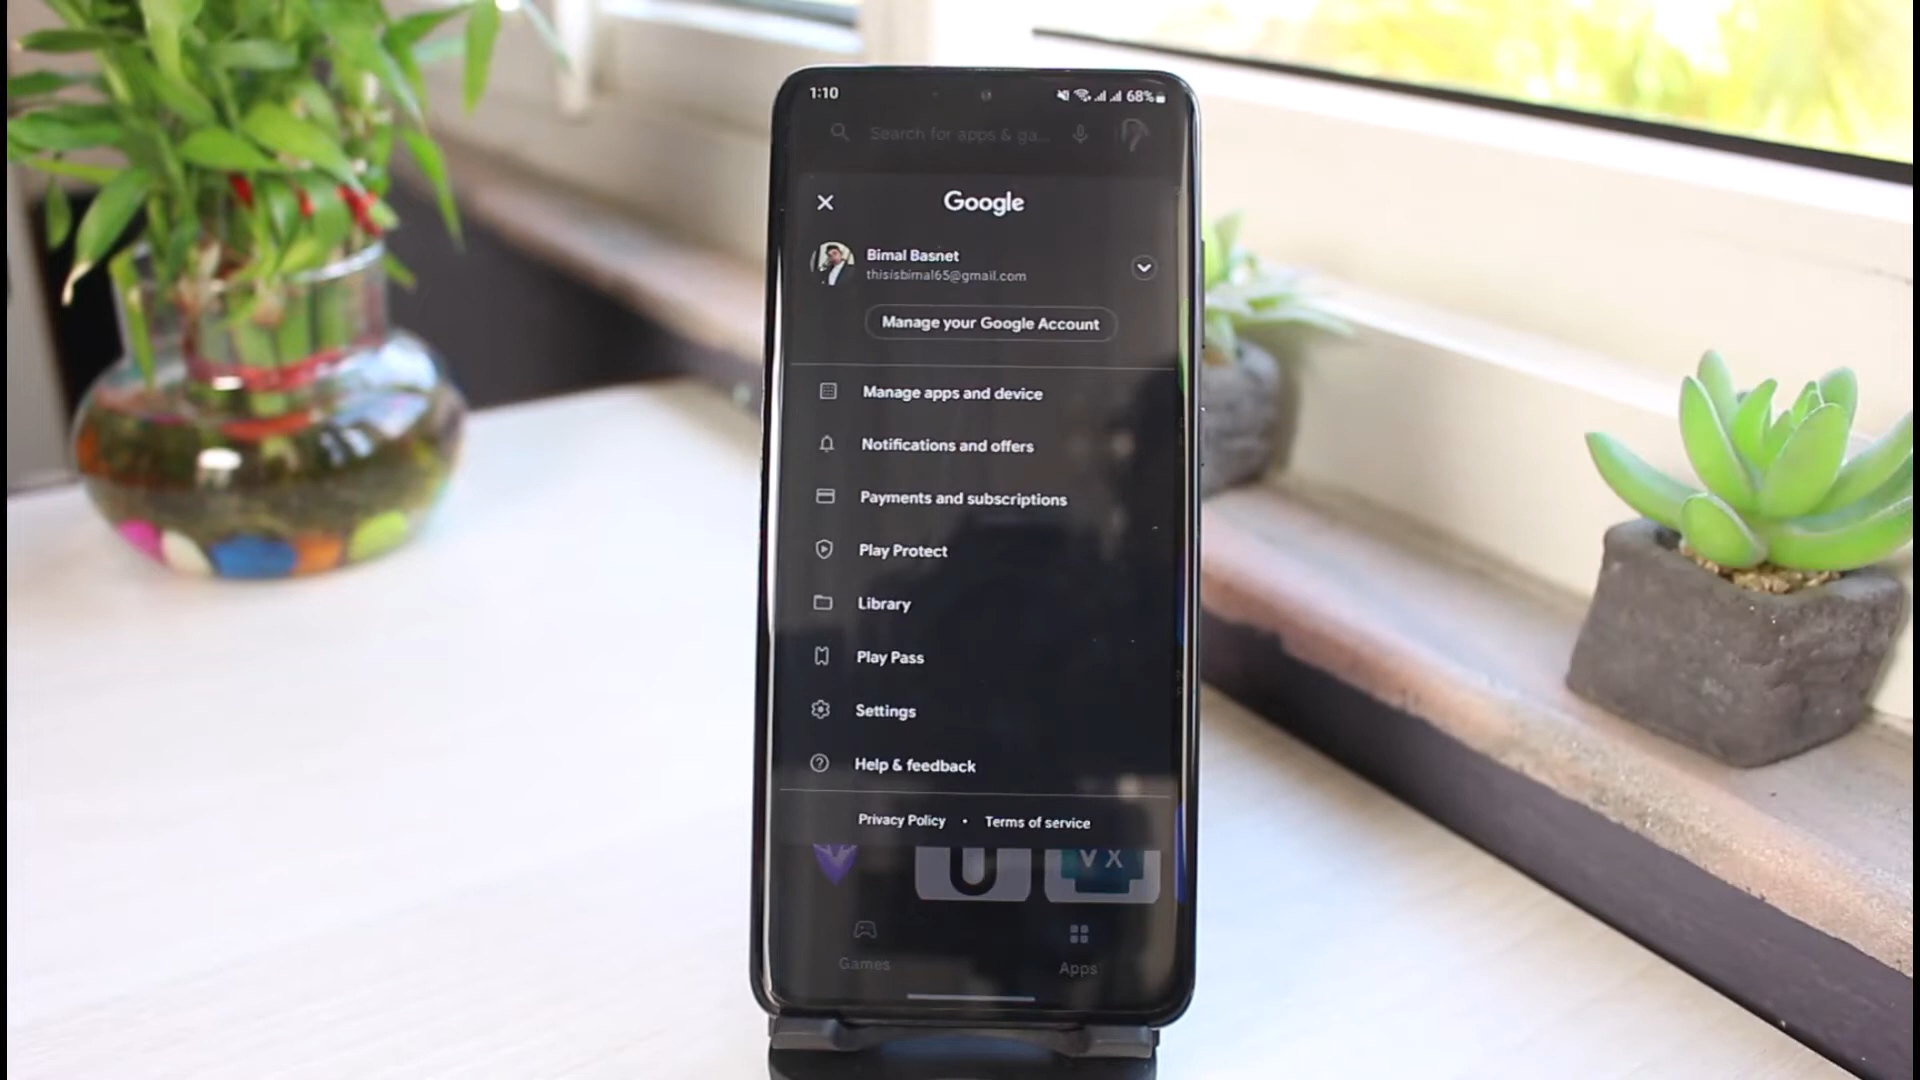 1:10
68%
Search for apps & ga...
Google
Bimal Basnet
thisisbimal65@gmail.com
Manage your Google Account
Manage apps and device
Notifications and offers
Payments and subscriptions
Play Protect
Library
Play Pass
Settings
Help & feedback
Privacy Policy • Terms of service
U
VX
Games
Apps